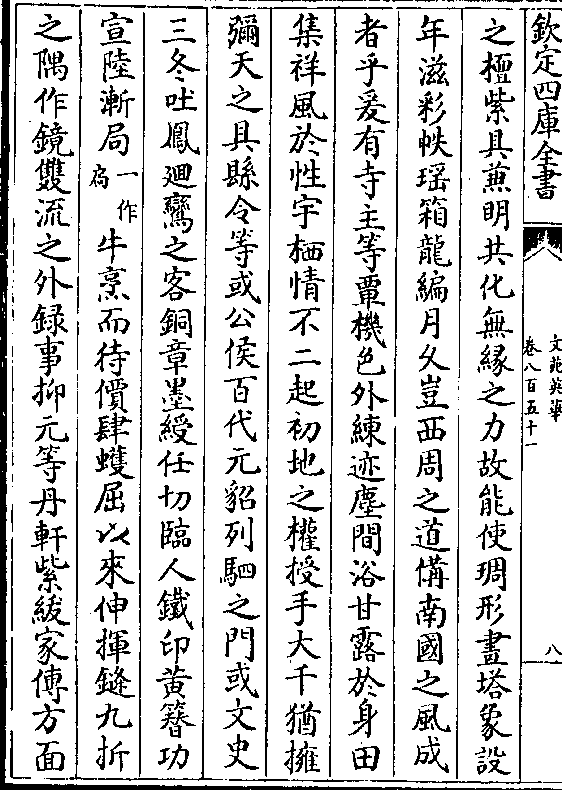 欽定四庫全書
文苑英華
卷八百五十一
八
之檀紫具兼明共化無縁之力故能使琱形畫塔象設
年滋彩帙瑶箱龍編月久豈西周之道備南國之風成
者乎爰有寺主等覃機色外練迹塵間浴甘露於身田
集祥風於性宇栖情不二起初地之權授手大千猶擁
彌天之具縣令等或公侯百代元貂列駟之門或文史
三冬吐鳳廻鸞之客銅章墨綬任切臨人鐵印黄簪功
宣陸漸局一作扄牛烹而待價肆蠖屈以來伸揮鏠九折
之隅作鏡雙流之外録事抑元等丹軒紫紱家傳方面